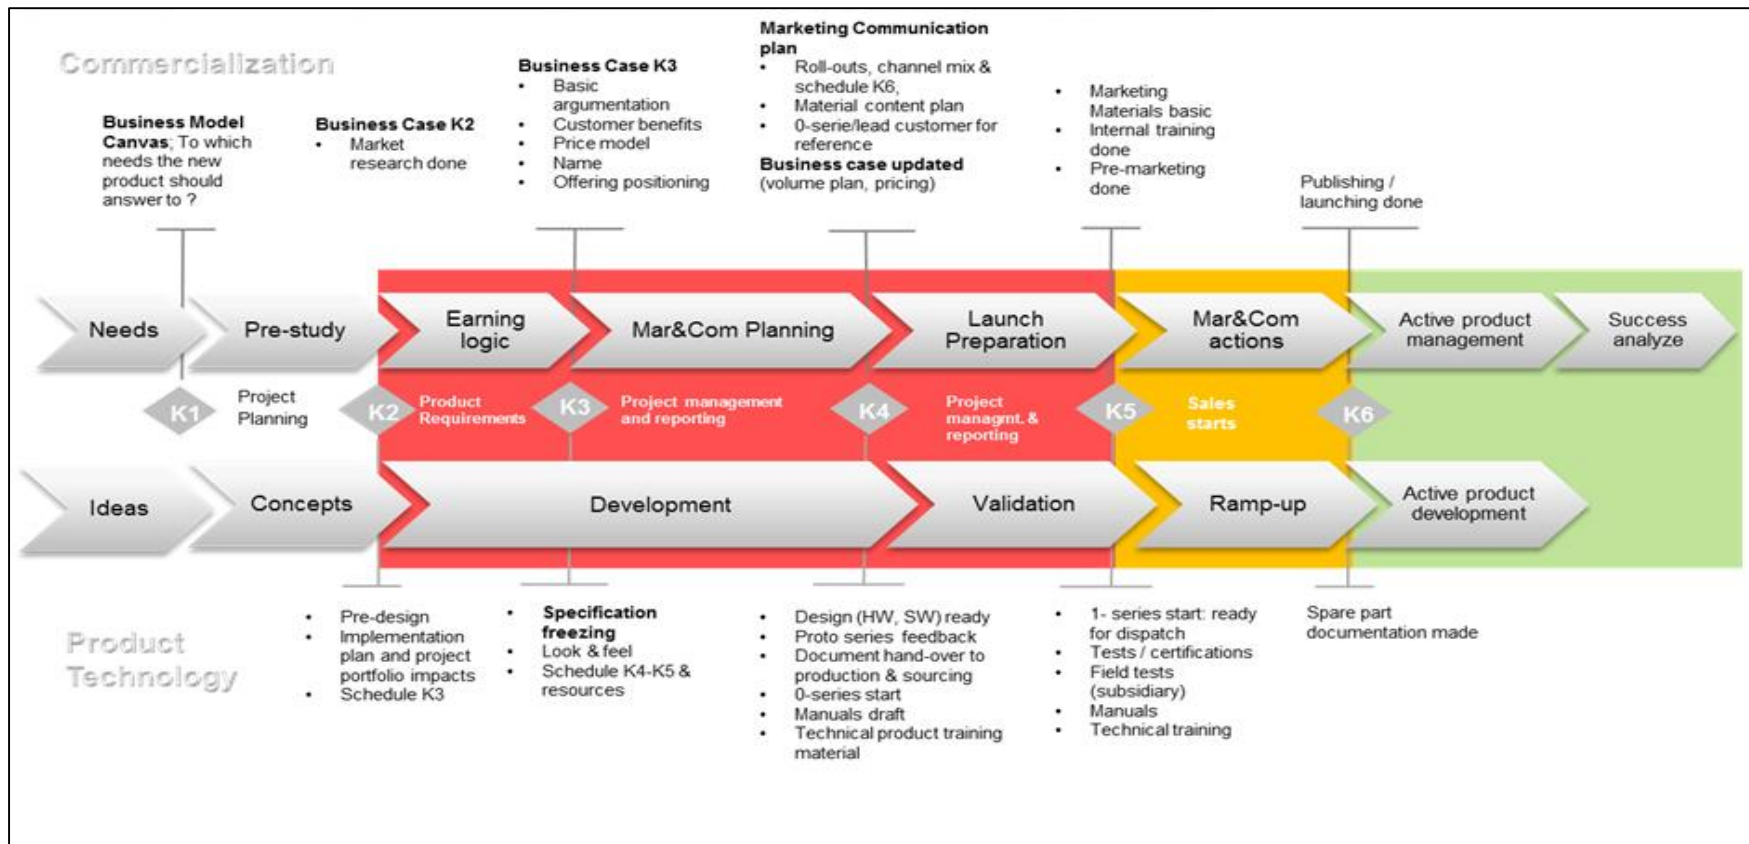 Commercialization
Business Model
Canvas; To which
needs the new
product should
answer to ?
Business Case K2
• Market
research done
Business Case K3
• Basic
argumentation
• Customer benefits
• Price model
• Name
• Offering positioning
Marketing Communication
plan
• Roll-outs, channel mix &
schedule K6,
• Material content plan
• 0-serie/lead customer for
reference
Business case updated
(volume plan, pricing)
• Marketing
Materials basic
• Internal training
done
• Pre-marketing
done
Publishing /
launching done
Needs
Pre-study
Earning
logic
Mar&Com Planning
Launch
Preparation
Mar&Com
actions
Active product
management
Success
analyze
K1
Project
Planning
K2
Product
Requirements
K3
Project management
and reporting
K4
Project
managmt. &
reporting
K5
Sales
starts
K6
Ideas
Concepts
Development
Validation
Ramp-up
Active product
development
Product
Technology
• Pre-design
• Implementation
plan and project
portfolio impacts
• Schedule K3
• Specification
freezing
• Look & feel
• Schedule K4-K5 &
resources
• Design (HW, SW) ready
• Proto series feedback
• Document hand-over to
production & sourcing
• 0-series start
• Manuals draft
• Technical product training
material
• 1- series start: ready
for dispatch
• Tests / certifications
• Field tests
(subsidiary)
• Manuals
• Technical training
Spare part
documentation made